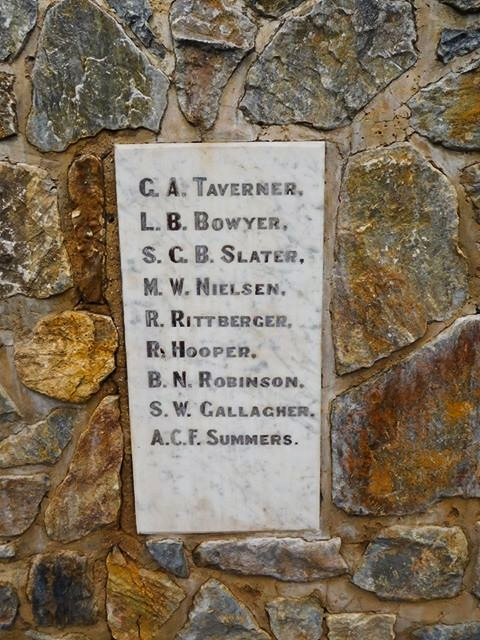 G. A. TAVERNER.
L. B. BOWYER.
S. C. B. SLATER.
M. W. NIELSEN.
R. RITTBERGER.
R. HOOPER.
B. N. ROBINSON.
S. W. GALLAGHER.
A. C. F. SUMMERS.